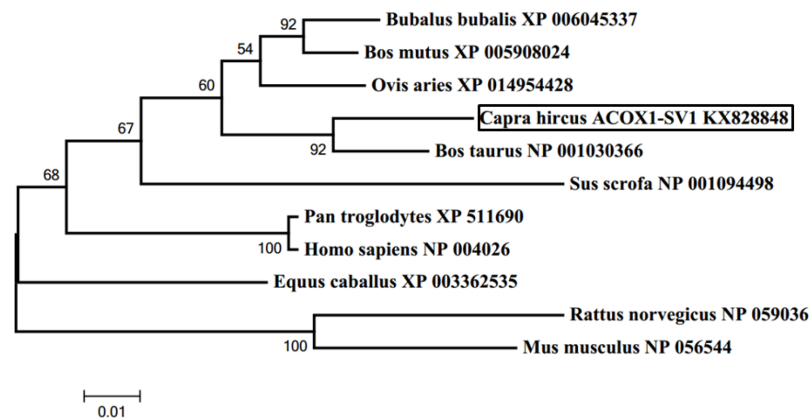 92
Bubalus bubalis XP 006045337
54
Bos mutus XP 005908024
60
Ovis aries XP 014954428
67
Capra hircus ACOX1-SV1 KX828848
92
Bos taurus NP 001030366
68
Sus scrofa NP 001094498
Pan troglodytes XP 511690
100
Homo sapiens NP 004026
Equus caballus XP 003362535
Rattus norvegicus NP 059036
100
Mus musculus NP 056544
0.01